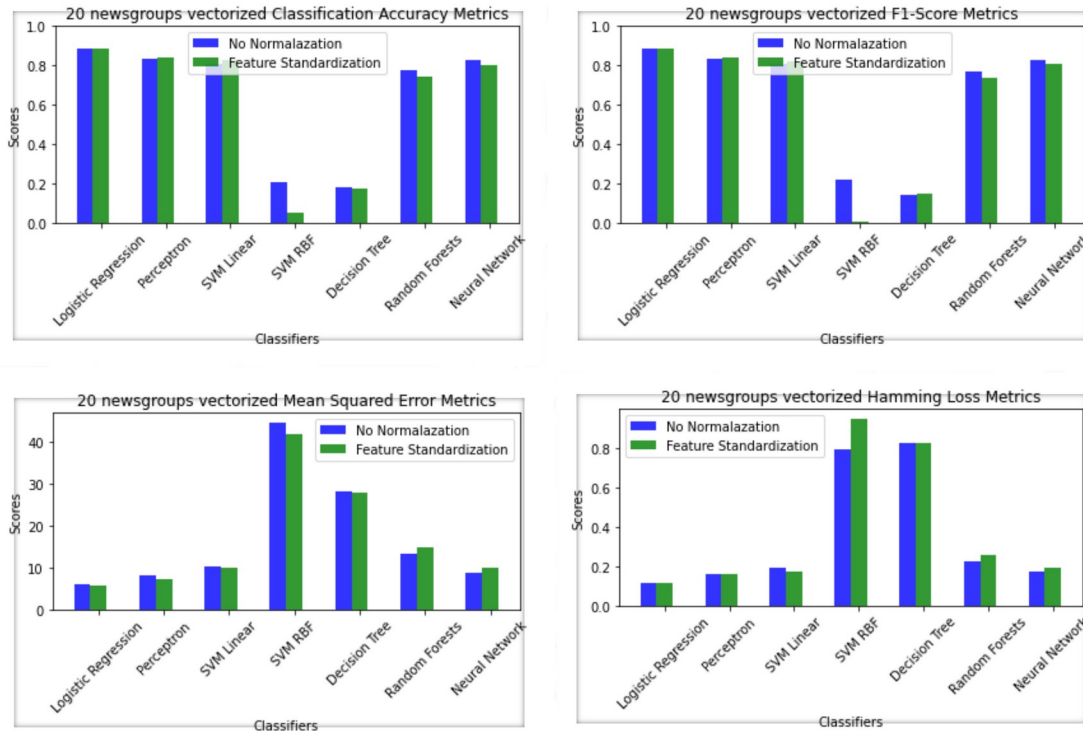 20 newsgroups vectorized Classification Accuracy Metrics
1.0
0.8
0.6
0.4
0.2
0.0
Scores
No Normalazation
Feature Standardization
Logistic Regression
Perceptron
SVM Linear
SVM RBF
Decision Tree
Random Forests
Neural Network
Classifiers
20 newsgroups vectorized F1-Score Metrics
1.0
0.8
0.6
0.4
0.2
0.0
Scores
No Normalazation
Feature Standardization
Logistic Regression
Perceptron
SVM Linear
SVM RBF
Decision Tree
Random Forests
Neural Network
Classifiers
20 newsgroups vectorized Mean Squared Error Metrics
40
30
20
10
0
Scores
No Normalazation
Feature Standardization
Logistic Regression
Perceptron
SVM Linear
SVM RBF
Decision Tree
Random Forests
Neural Network
Classifiers
20 newsgroups vectorized Hamming Loss Metrics
0.8
0.6
0.4
0.2
0.0
Scores
No Normalazation
Feature Standardization
Logistic Regression
Perceptron
SVM Linear
SVM RBF
Decision Tree
Random Forests
Neural Network
Classifiers